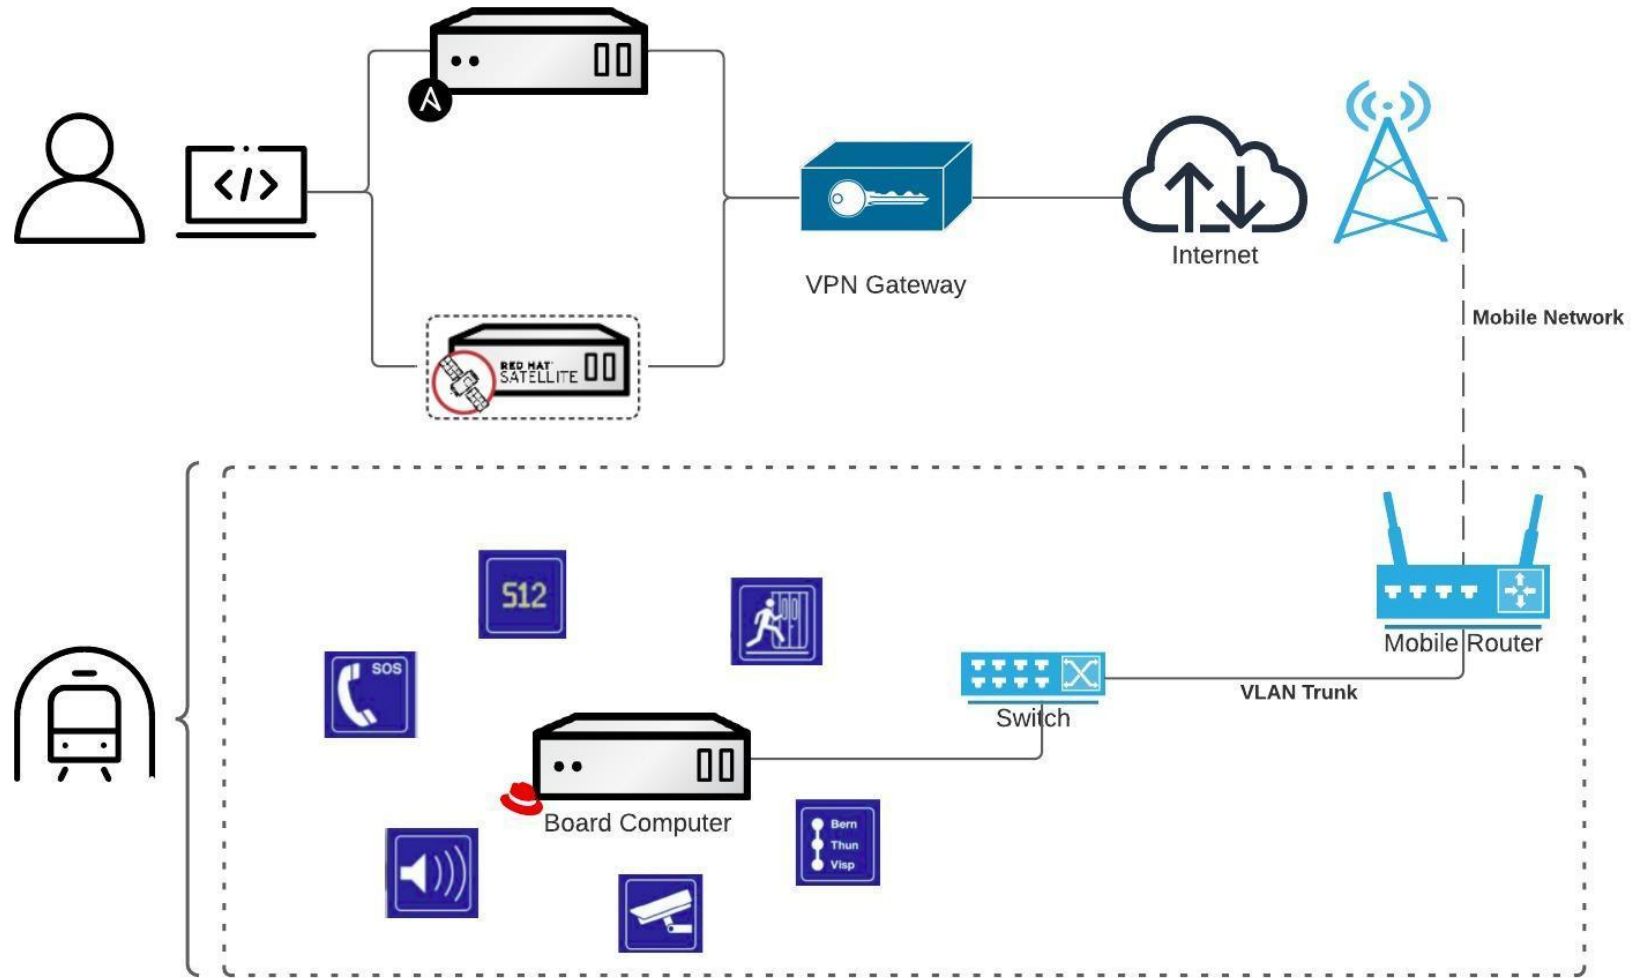 </>
RED HAT
SATELLITE
VPN Gateway
Internet
Mobile Network
512
SOS
Mobile Router
VLAN Trunk
Switch
Board Computer
Bern
Thun
Visp